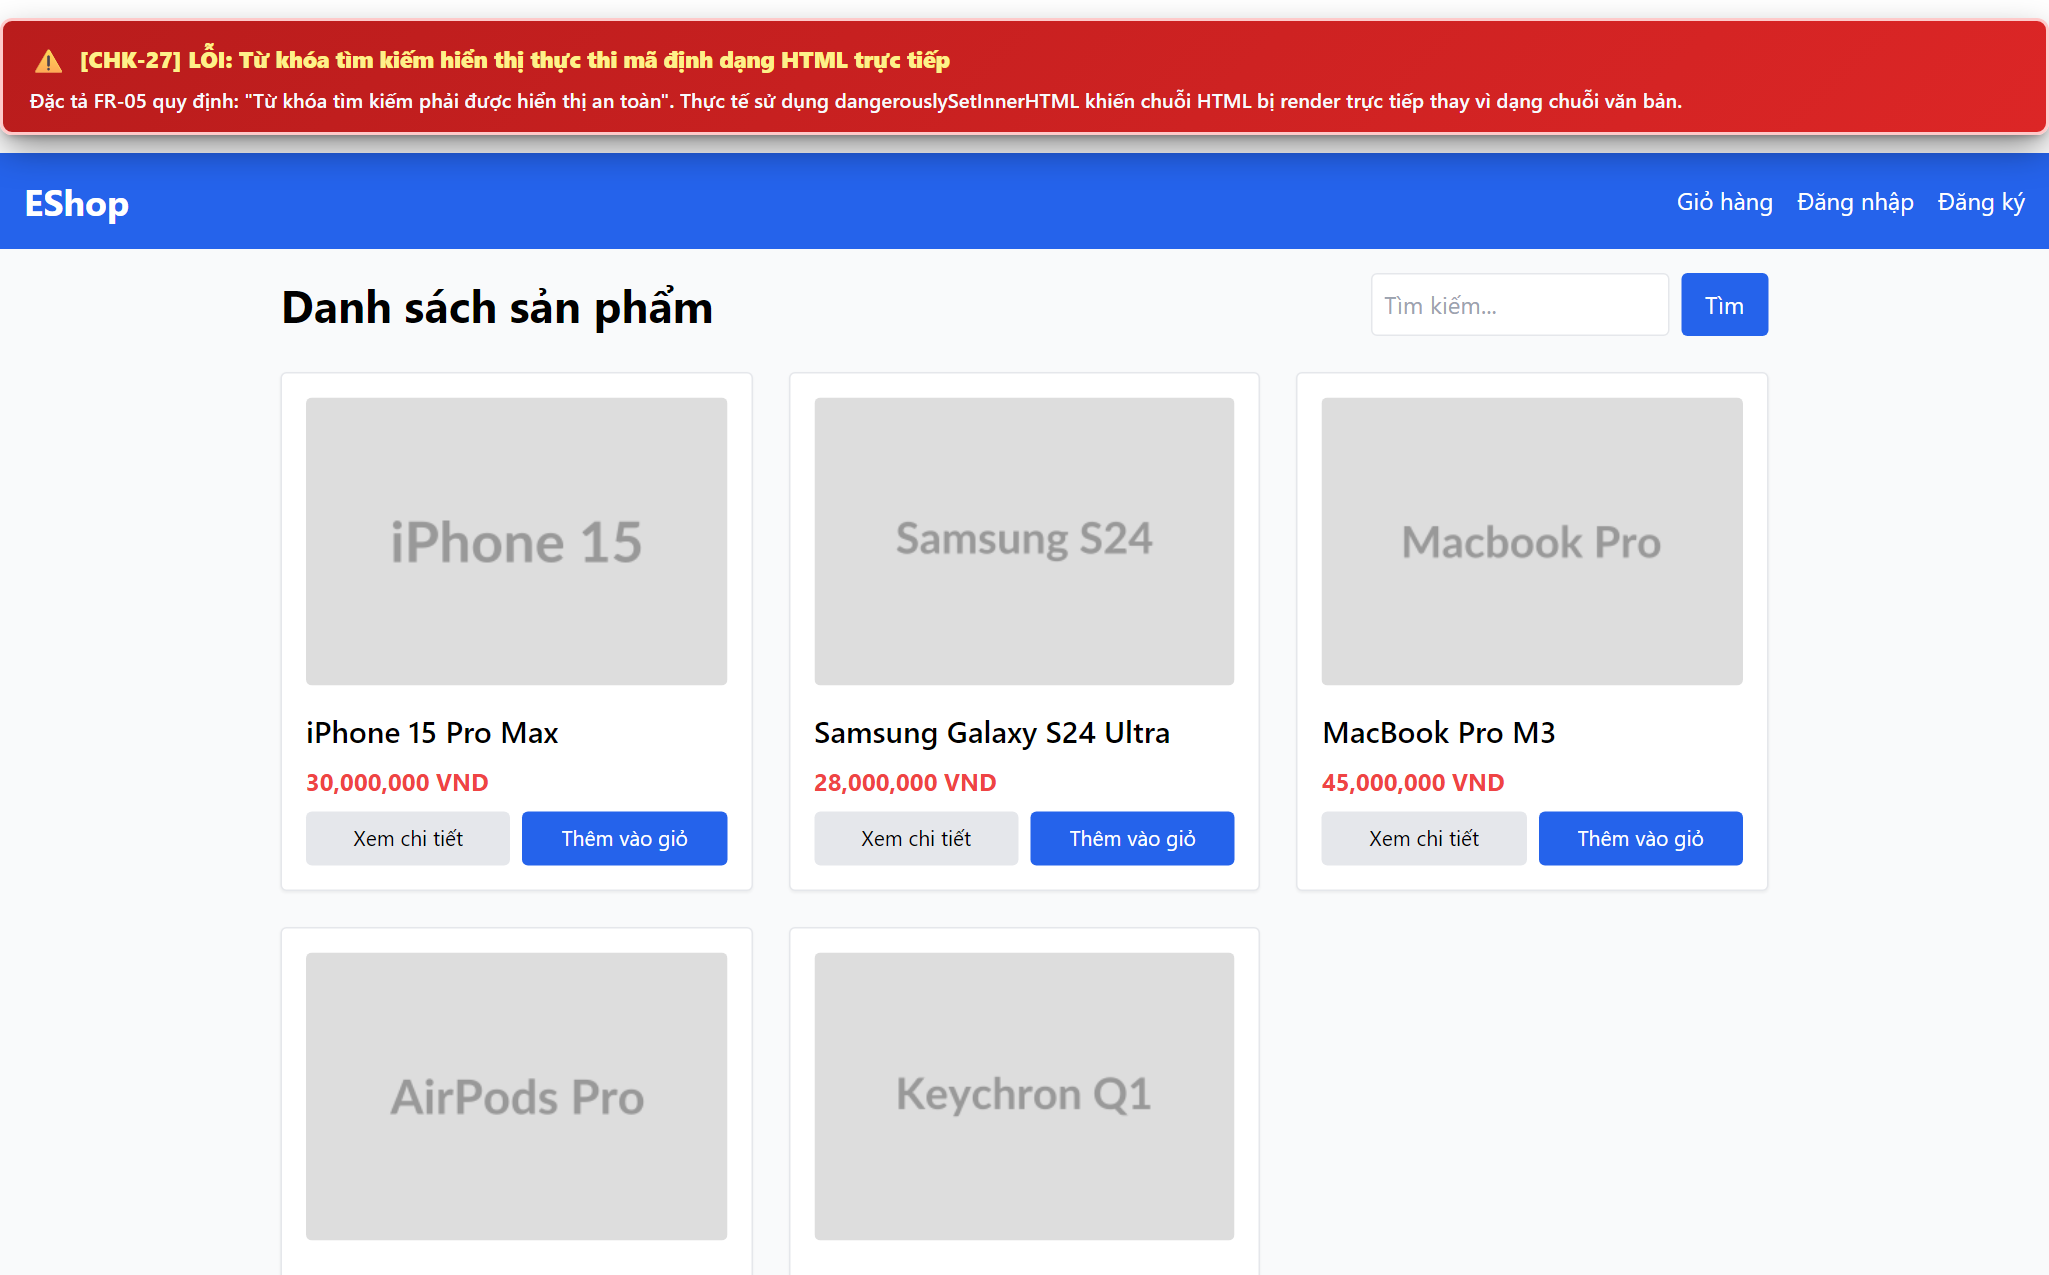 ⚠ [CHK-27] LỖI: Từ khóa tìm kiếm hiển thị thực thi mã định dạng HTML trực tiếp
Đặc tả FR-05 quy định: "Từ khóa tìm kiếm phải được hiển thị an toàn". Thực tế sử dụng dangerouslySetInnerHTML khiến chuỗi HTML bị render trực tiếp thay vì dạng chuỗi văn bản.
EShop
Giỏ hàng
Đăng nhập
Đăng ký
Danh sách sản phẩm
Tìm kiếm...
Tìm
iPhone 15
iPhone 15 Pro Max
30,000,000 VND
Xem chi tiết
Thêm vào giỏ
Samsung S24
Samsung Galaxy S24 Ultra
28,000,000 VND
Xem chi tiết
Thêm vào giỏ
Macbook Pro
MacBook Pro M3
45,000,000 VND
Xem chi tiết
Thêm vào giỏ
AirPods Pro
Keychron Q1